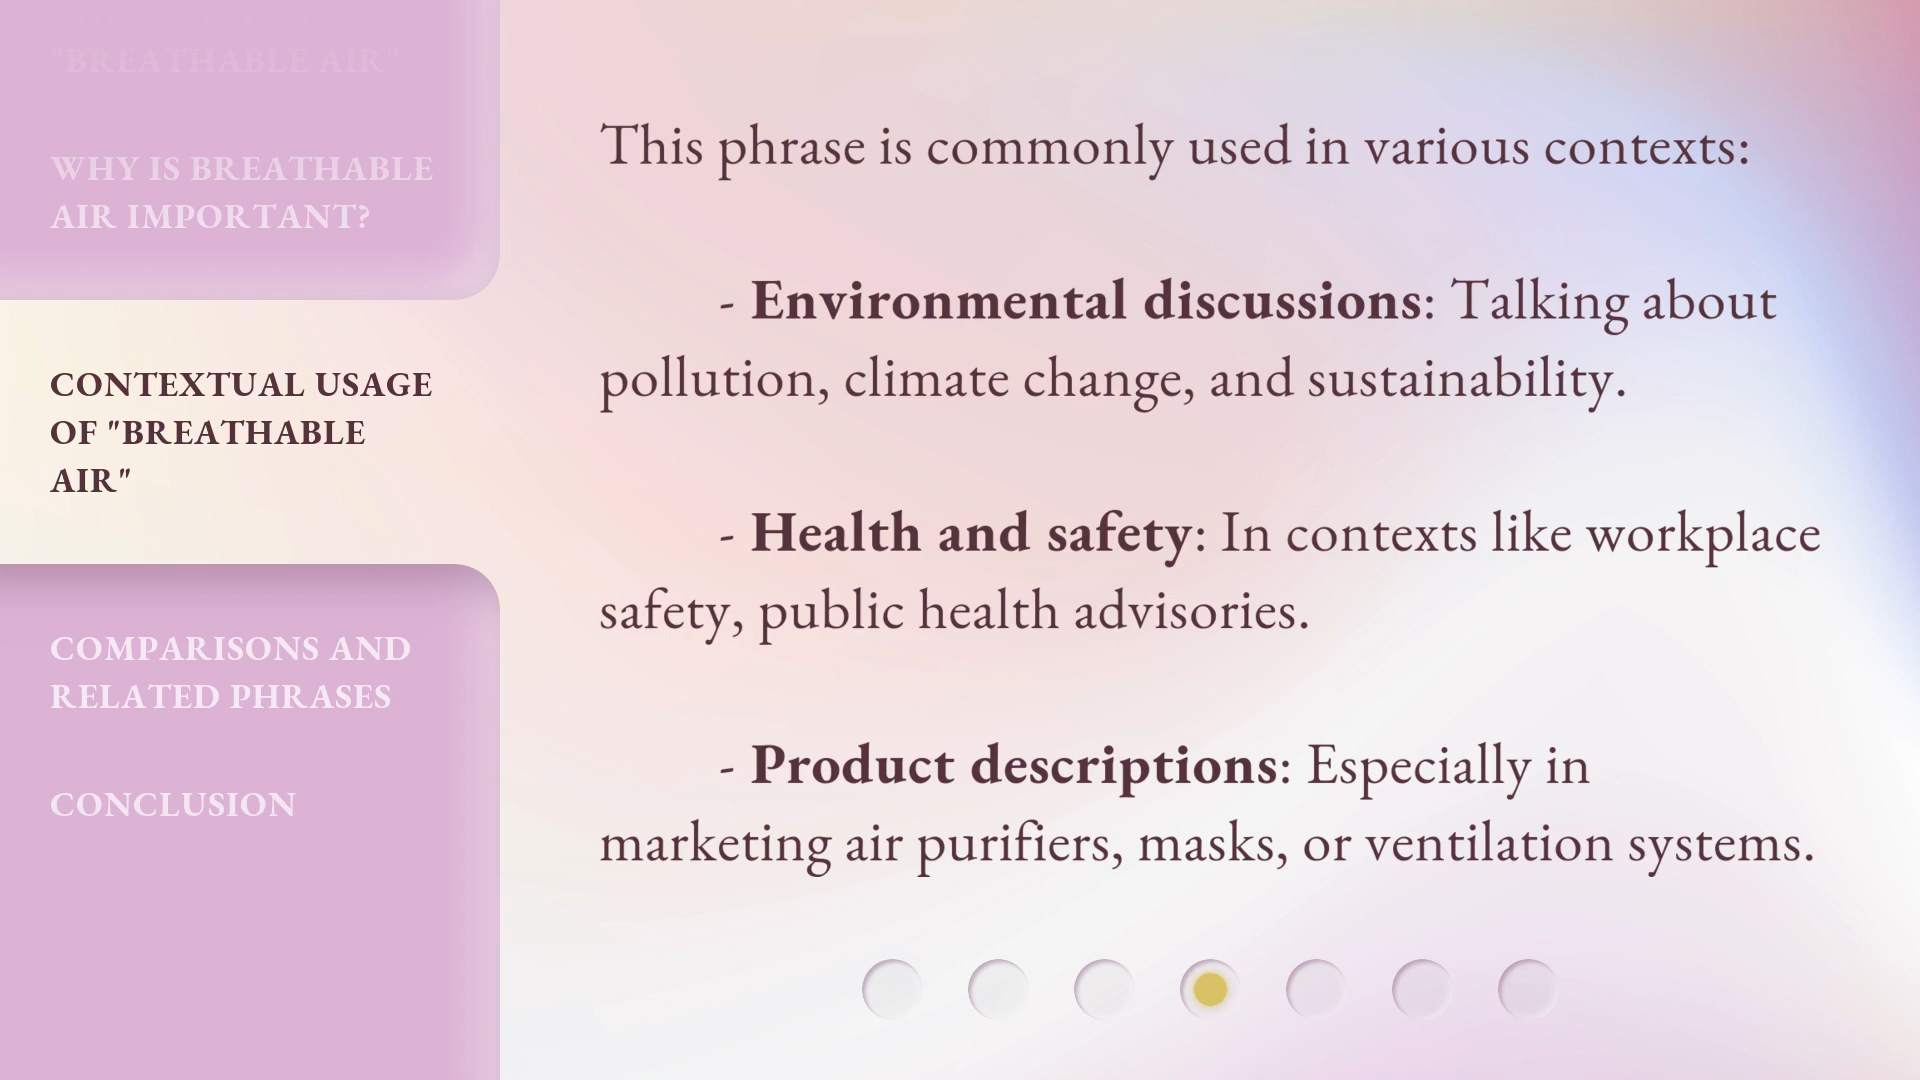 "BREATHABLE AIR"
WHY IS BREATHABLE
AIR IMPORTANT?
CONTEXTUAL USAGE
OF "BREATHABLE
AIR"
COMPARISONS AND
RELATED PHRASES
CONCLUSION
This phrase is commonly used in various contexts:
- Environmental discussions: Talking about
pollution, climate change, and sustainability.
- Health and safety: In contexts like workplace
safety, public health advisories.
- Product descriptions: Especially in
marketing air purifiers, masks, or ventilation systems.